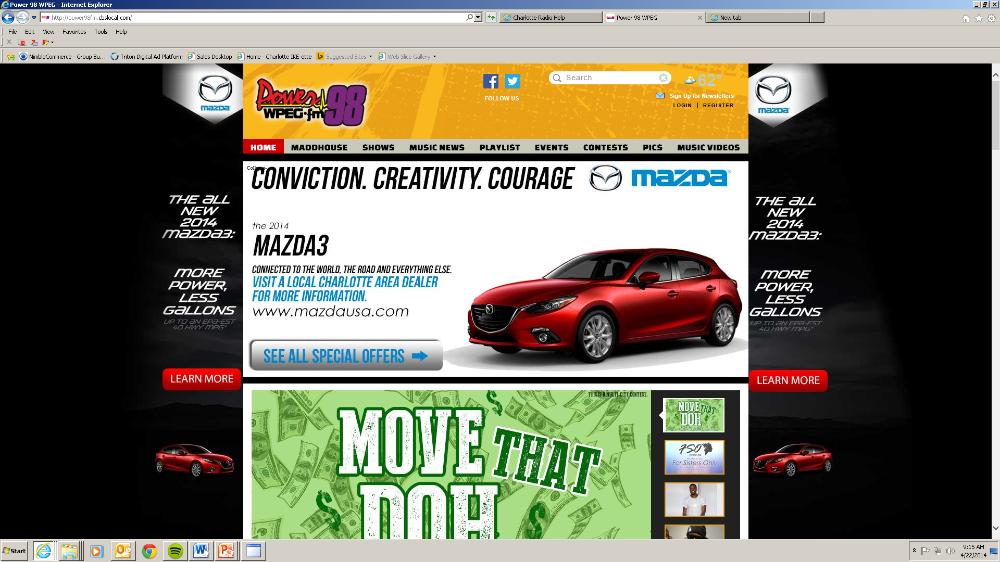 Power 98 WPEG - Internet Explorer
http://power98fm.cbslocal.com/
Charlotte Radio Help
Power 98 WPEG
New tab
File Edit View Favorites Tools Help
NimbleCommerce - Group Bu...
Triton Digital Ad Platform
Sales Desktop
Home - Charlotte IKE-ette
Suggested Sites
Web Slice Gallery
mazda
Power 98
WPEG.fm
FOLLOW US
Search
62°
Sign Up for Newsletters
LOGIN | REGISTER
mazda
HOME MADDHOUSE SHOWS MUSIC NEWS PLAYLIST EVENTS CONTESTS PICS MUSIC VIDEOS
CONVICTION. CREATIVITY. COURAGE
mazda
the 2014
MAZDA3
CONNECTED TO THE WORLD, THE ROAD AND EVERYTHING ELSE.
VISIT A LOCAL CHARLOTTE AREA DEALER
FOR MORE INFORMATION.
www.mazdausa.com
SEE ALL SPECIAL OFFERS
THE ALL
NEW
2014
MAZDA3:
MORE
POWER,
LESS
GALLONS
UP TO AN EPA-EST
40 HWY MPG*
LEARN MORE
THE ALL
NEW
2014
MAZDA3:
MORE
POWER,
LESS
GALLONS
UP TO AN EPA-EST
40 HWY MPG*
LEARN MORE
THIS IS A MULTI-CITY CONTEST.
MOVE
THAT
DOH
MOVE THAT
DOH
FSO
For Sisters Only
Start
9:15 AM
4/22/2014